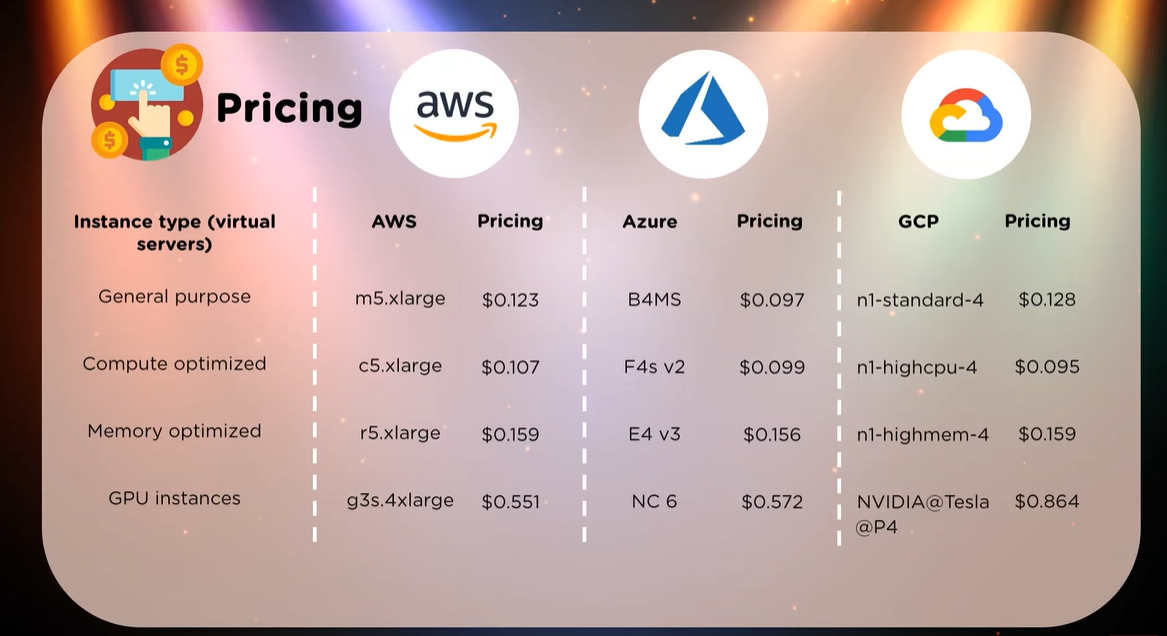 Pricing
aws
Instance type (virtual
servers)
AWS
Pricing
Azure
Pricing
GCP
Pricing
General purpose
m5.xlarge
$0.123
B4MS
$0.097
n1-standard-4
$0.128
Compute optimized
c5.xlarge
$0.107
F4s v2
$0.099
n1-highcpu-4
$0.095
Memory optimized
r5.xlarge
$0.159
E4 v3
$0.156
n1-highmem-4
$0.159
GPU instances
g3s.4xlarge
$0.551
NC 6
$0.572
NVIDIA@Tesla
@P4
$0.864